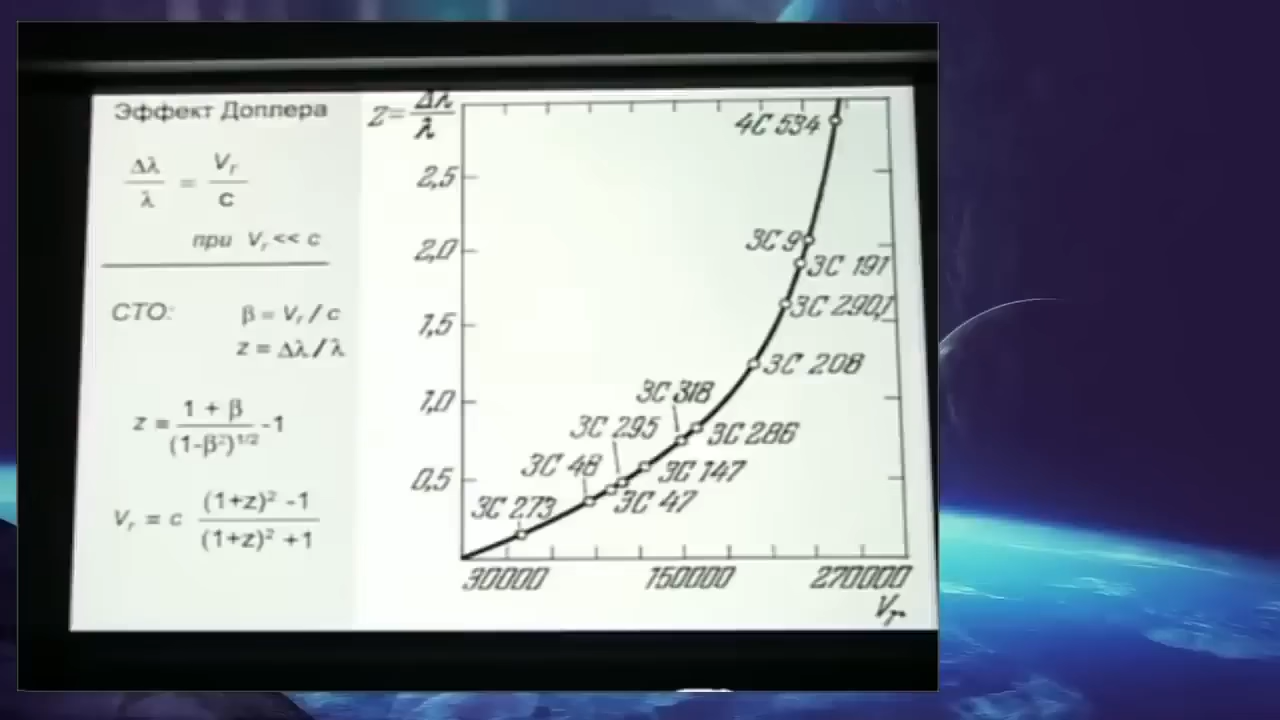 Эффект Доплера
Δλ/λ = Vr/c
при Vr << c
СТО: β = Vr / c
z = Δλ/λ
z = (1 + β)/(1-β²)^1/2 -1
Vr = c (1+z)² -1 / (1+z)² +1
Z = Δλ/λ
2,5
2,0
1,5
1,0
0,5
4C 534
3C 9
3C 191
3C 290,1
3C 208
3C 318
3C 286
3C 295
3C 147
3C 48
3C 47
3C 273
30000 150000 270000
Vr